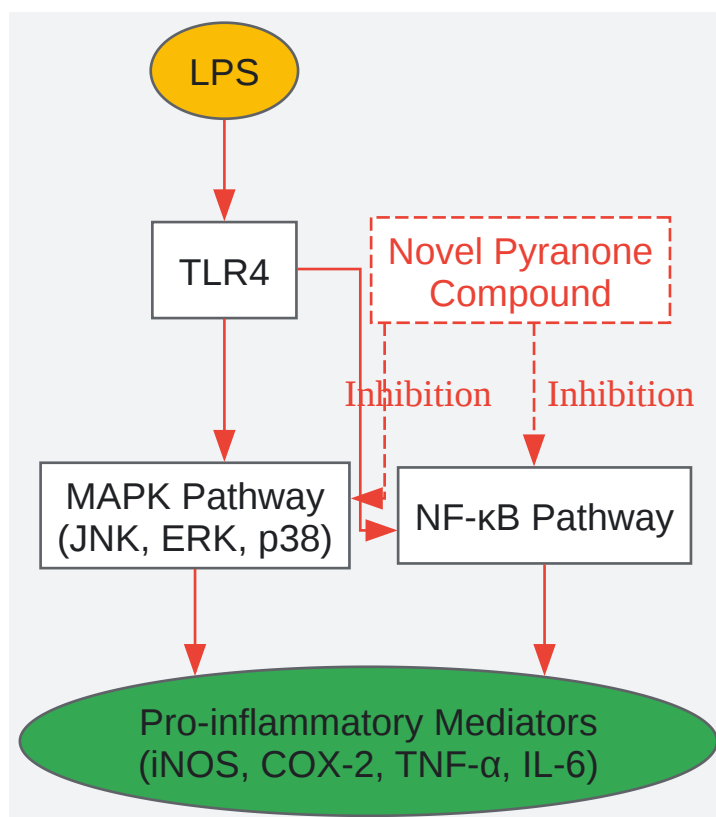 LPS
TLR4
Novel Pyranone
Compound
Inhibition
Inhibition
MAPK Pathway
(JNK, ERK, p38)
NF-κB Pathway
Pro-inflammatory Mediators
(iNOS, COX-2, TNF-α, IL-6)